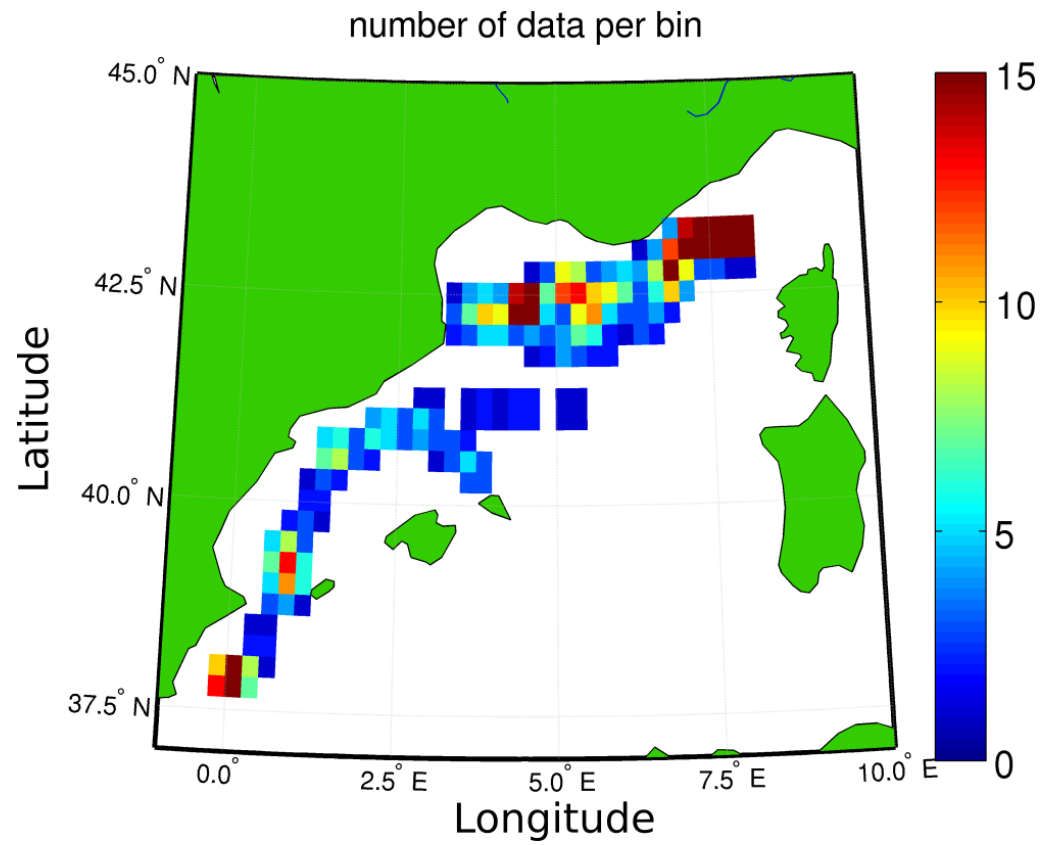 number of data per bin
45.0° N
42.5° N
40.0° N
37.5° N
Latitude
0.0°
2.5° E
5.0° E
7.5° E
10.0° E
Longitude
15
10
5
0